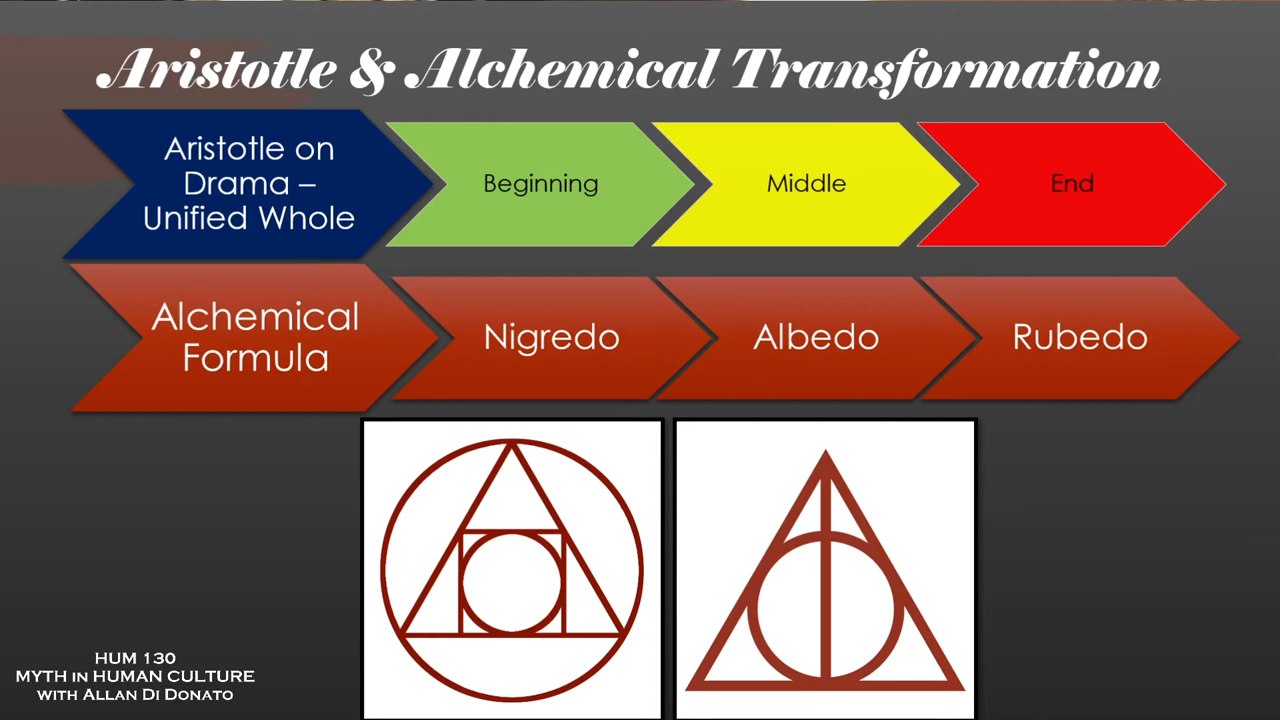 Aristotle & Alchemical Transformation
Aristotle on
Drama –
Unified Whole
Beginning
Middle
End
Alchemical
Formula
Nigredo
Albedo
Rubedo
HUM 130
MYTH in HUMAN CULTURE
WITH ALLAN DI DONATO